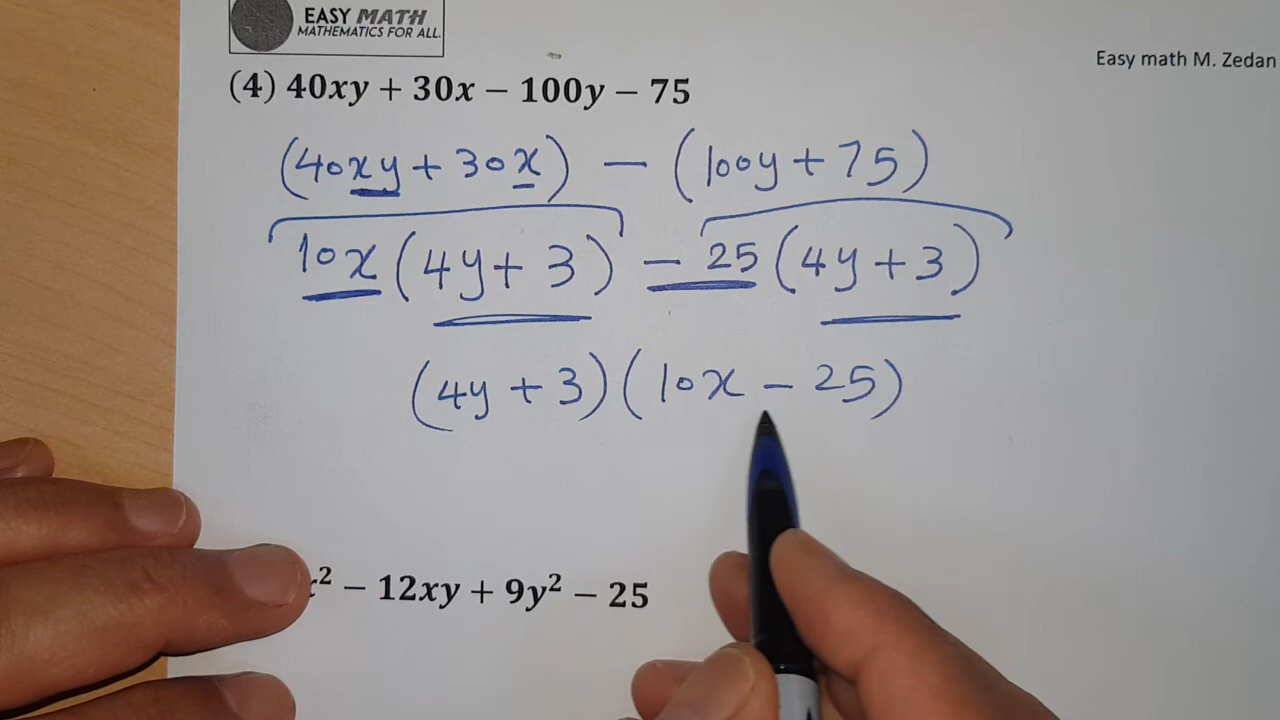 EASY MATH
MATHEMATICS FOR ALL.
Easy math M. Zedan
(4) 40xy + 30x − 100y − 75
(40xy + 30x) − (100y + 75)
10x (4y + 3) − 25 (4y + 3)
(4y + 3) (10x − 25)
² − 12xy + 9y² − 25